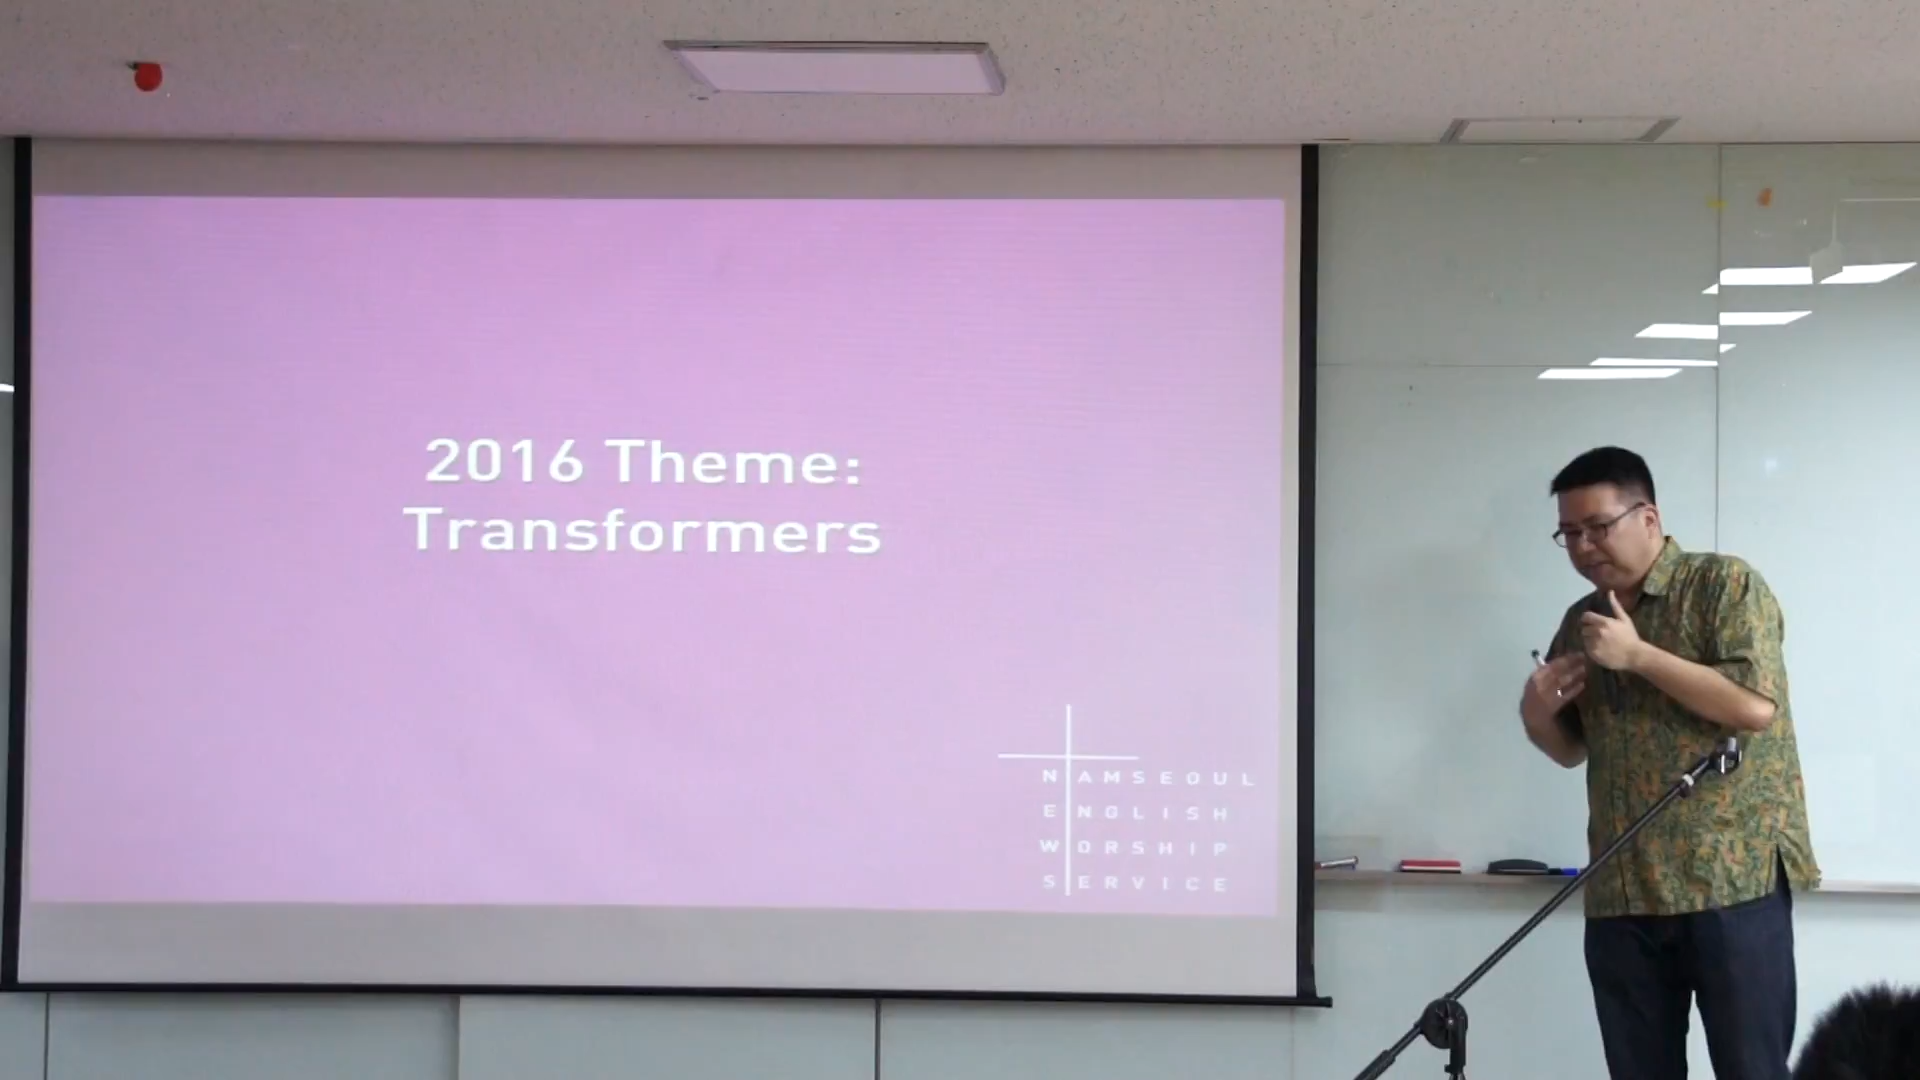 2016 Theme:
Transformers
NAMSEOUL
ENGLISH
WORSHIP
SERVICE